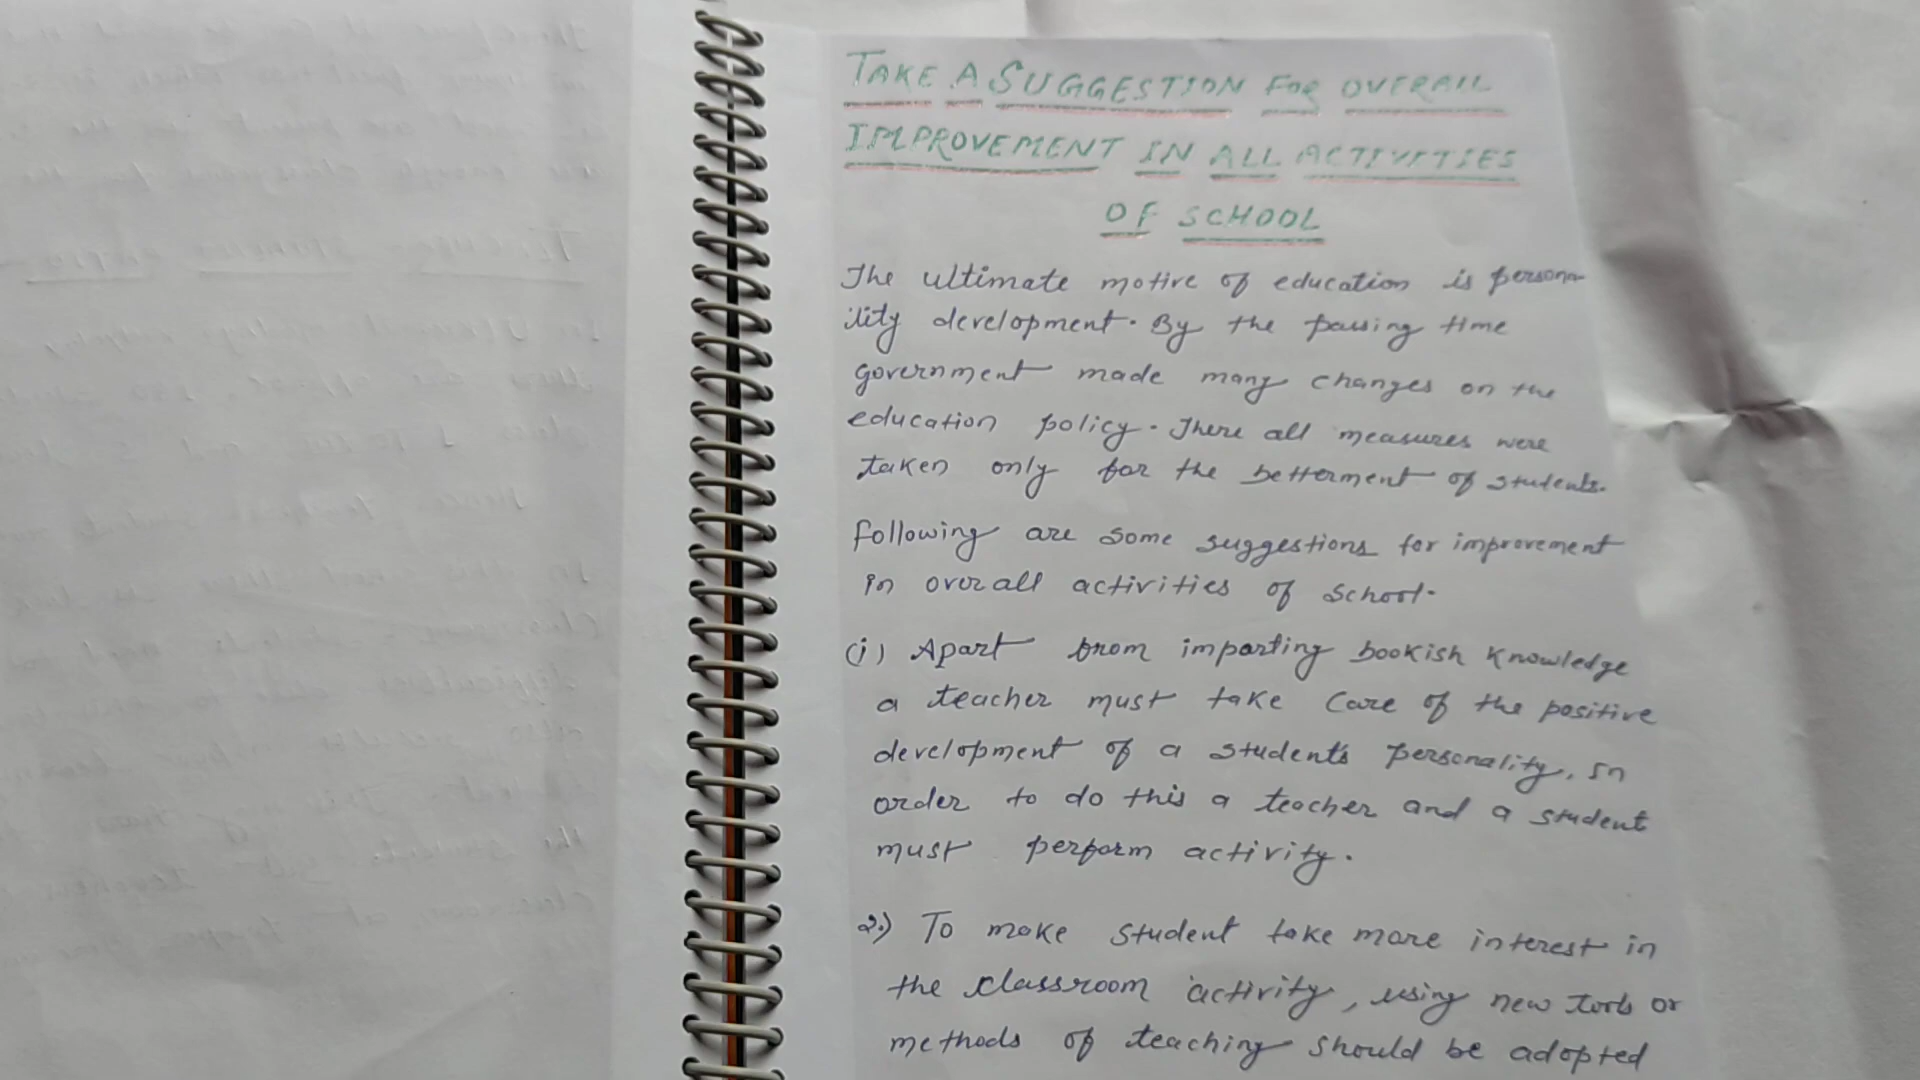 TAKE A SUGGESTION FOR OVERALL
IMPROVEMENT IN ALL ACTIVITIES
OF SCHOOL
The ultimate motive of education is persona
ility development. By the passing time
government made many changes on the
education policy. There all measures were
taken only for the betterment of students.
following are some suggestions for improvement
in overall activities of school.
(i) Apart from imparting bookish knowledge
a teacher must take care of the positive
development of a student's personality, in
order to do this a teacher and a student
must perform activity.
2.) To make student take more interest in
the classroom activity, using new tools or
methods of teaching should be adopted